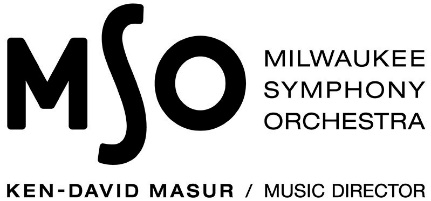 MSO
MILWAUKEE
SYMPHONY
ORCHESTRA
KEN-DAVID MASUR / MUSIC DIRECTOR